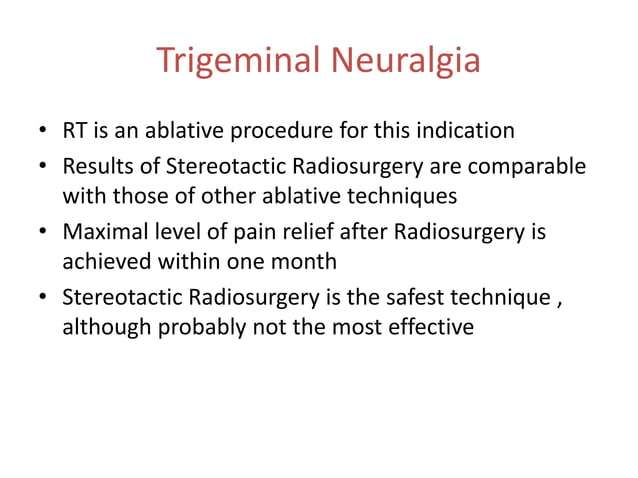 Trigeminal Neuralgia
• RT is an ablative procedure for this indication
• Results of Stereotactic Radiosurgery are comparable
with those of other ablative techniques
• Maximal level of pain relief after Radiosurgery is
achieved within one month
• Stereotactic Radiosurgery is the safest technique ,
although probably not the most effective